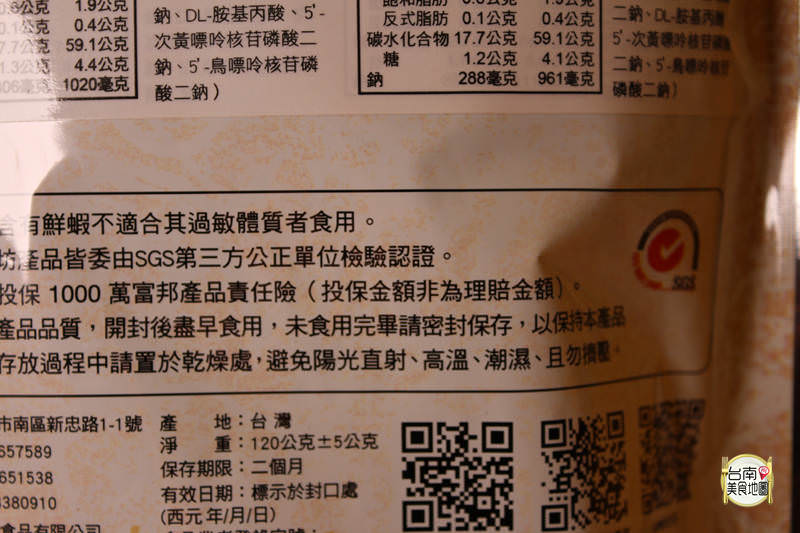 1.9公克
0.4公克
59.1公克
4.4公克
1020毫克
鈉、DL-胺基丙酸、5'-
次黃嘌呤核苷磷酸二
鈉、5'-鳥嘌呤核苷磷
酸二鈉）
飽和脂肪
反式脂肪 0.1公克 0.4公克
碳水化合物 17.7公克 59.1公克
糖 1.2公克 4.1公克
鈉 288毫克 961毫克
二鈉、DL-胺基丙酸
5'-次黃嘌呤核苷磷酸
二鈉、5'-鳥嘌呤核苷
磷酸二鈉）
含有鮮蝦不適合其過敏體質者食用。
坊產品皆委由SGS第三方公正單位檢驗認證。
投保 1000 萬富邦產品責任險（投保金額非為理賠金額）。
產品品質，開封後盡早食用，未食用完畢請密封保存，以保持本產品
存放過程中請置於乾燥處，避免陽光直射、高溫、潮濕、且勿擠壓。
SGS
市南區新忠路1-1號
657589
651538
4380910
食品有限公司
產 地：台灣
淨 重：120公克±5公克
保存期限：二個月
有效日期：標示於封口處
(西元 年/月/日)
台南
美食地圖